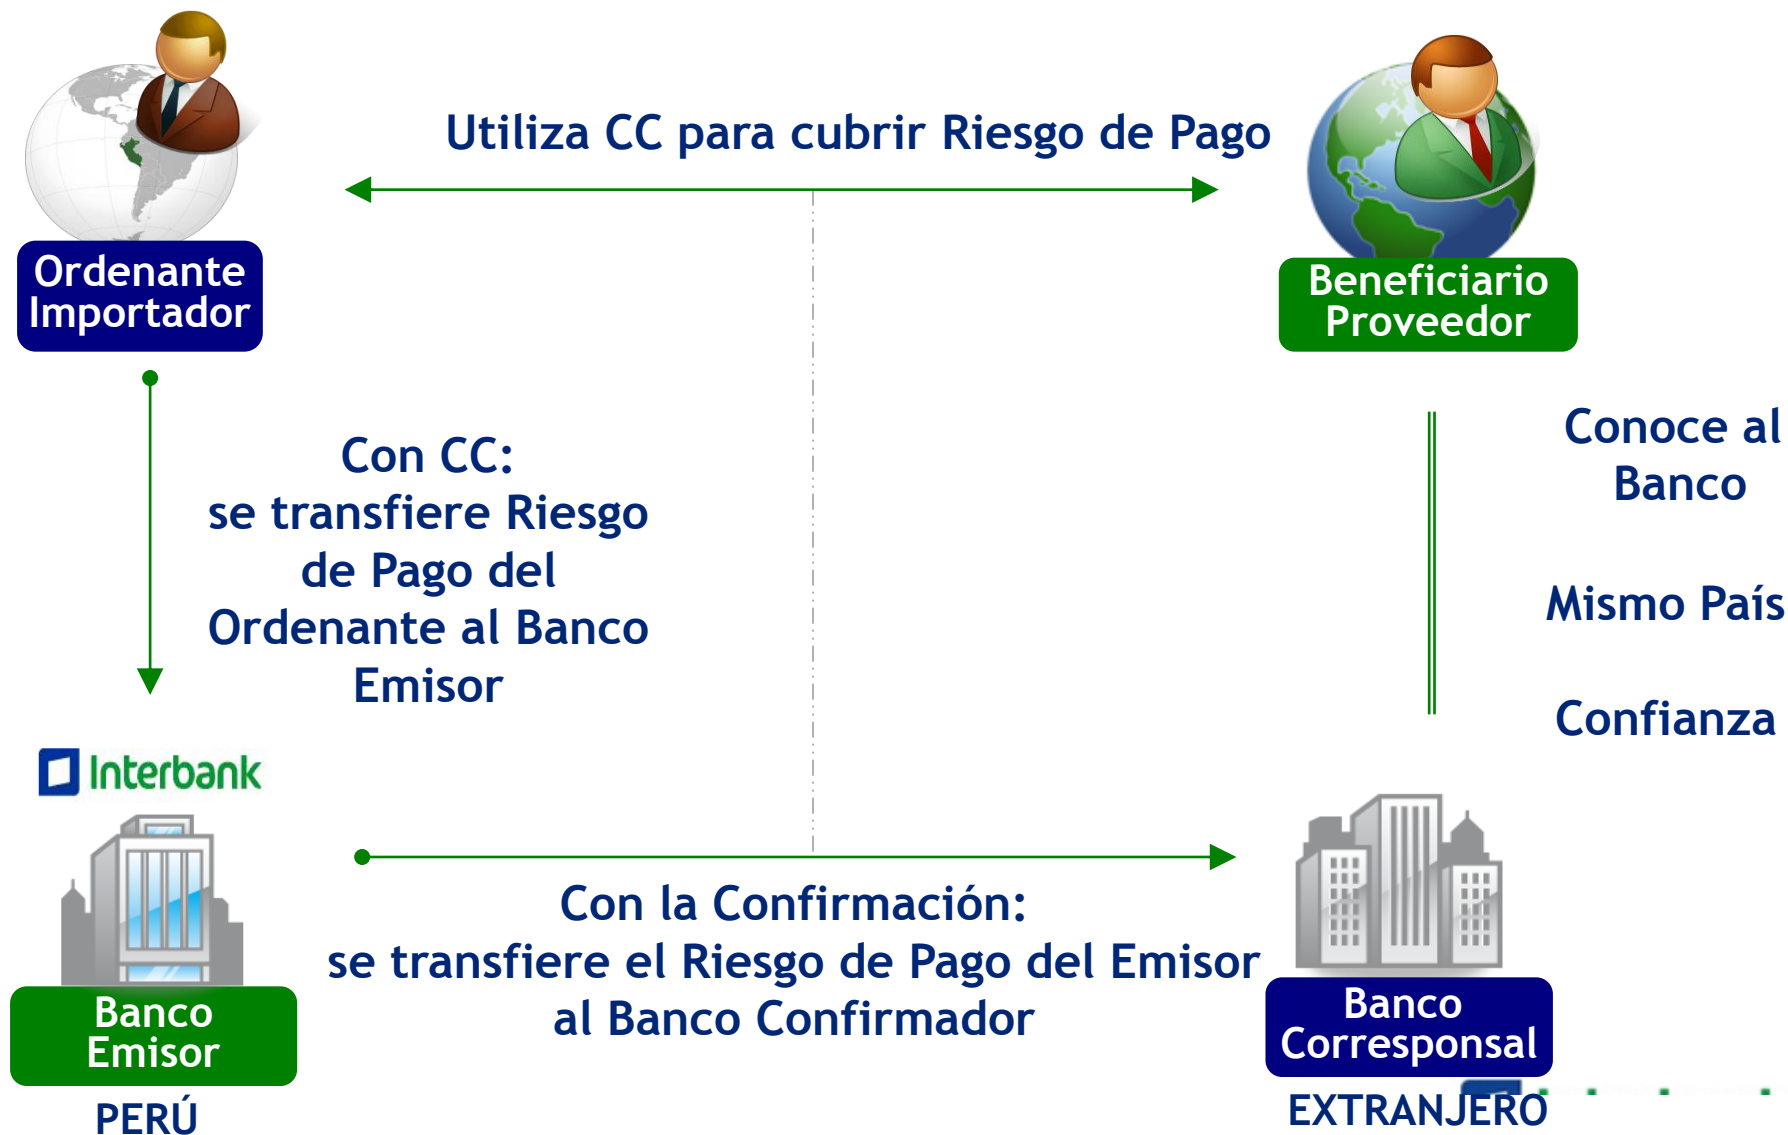 Utiliza CC para cubrir Riesgo de Pago
Ordenante
Importador
Beneficiario
Proveedor
Con CC:
se transfiere Riesgo
de Pago del
Ordenante al Banco
Emisor
Conoce al
Banco
Mismo País
Confianza
Interbank
Con la Confirmación:
se transfiere el Riesgo de Pago del Emisor
al Banco Confirmador
Banco
Emisor
PERÚ
Banco
Corresponsal
EXTRANJERO